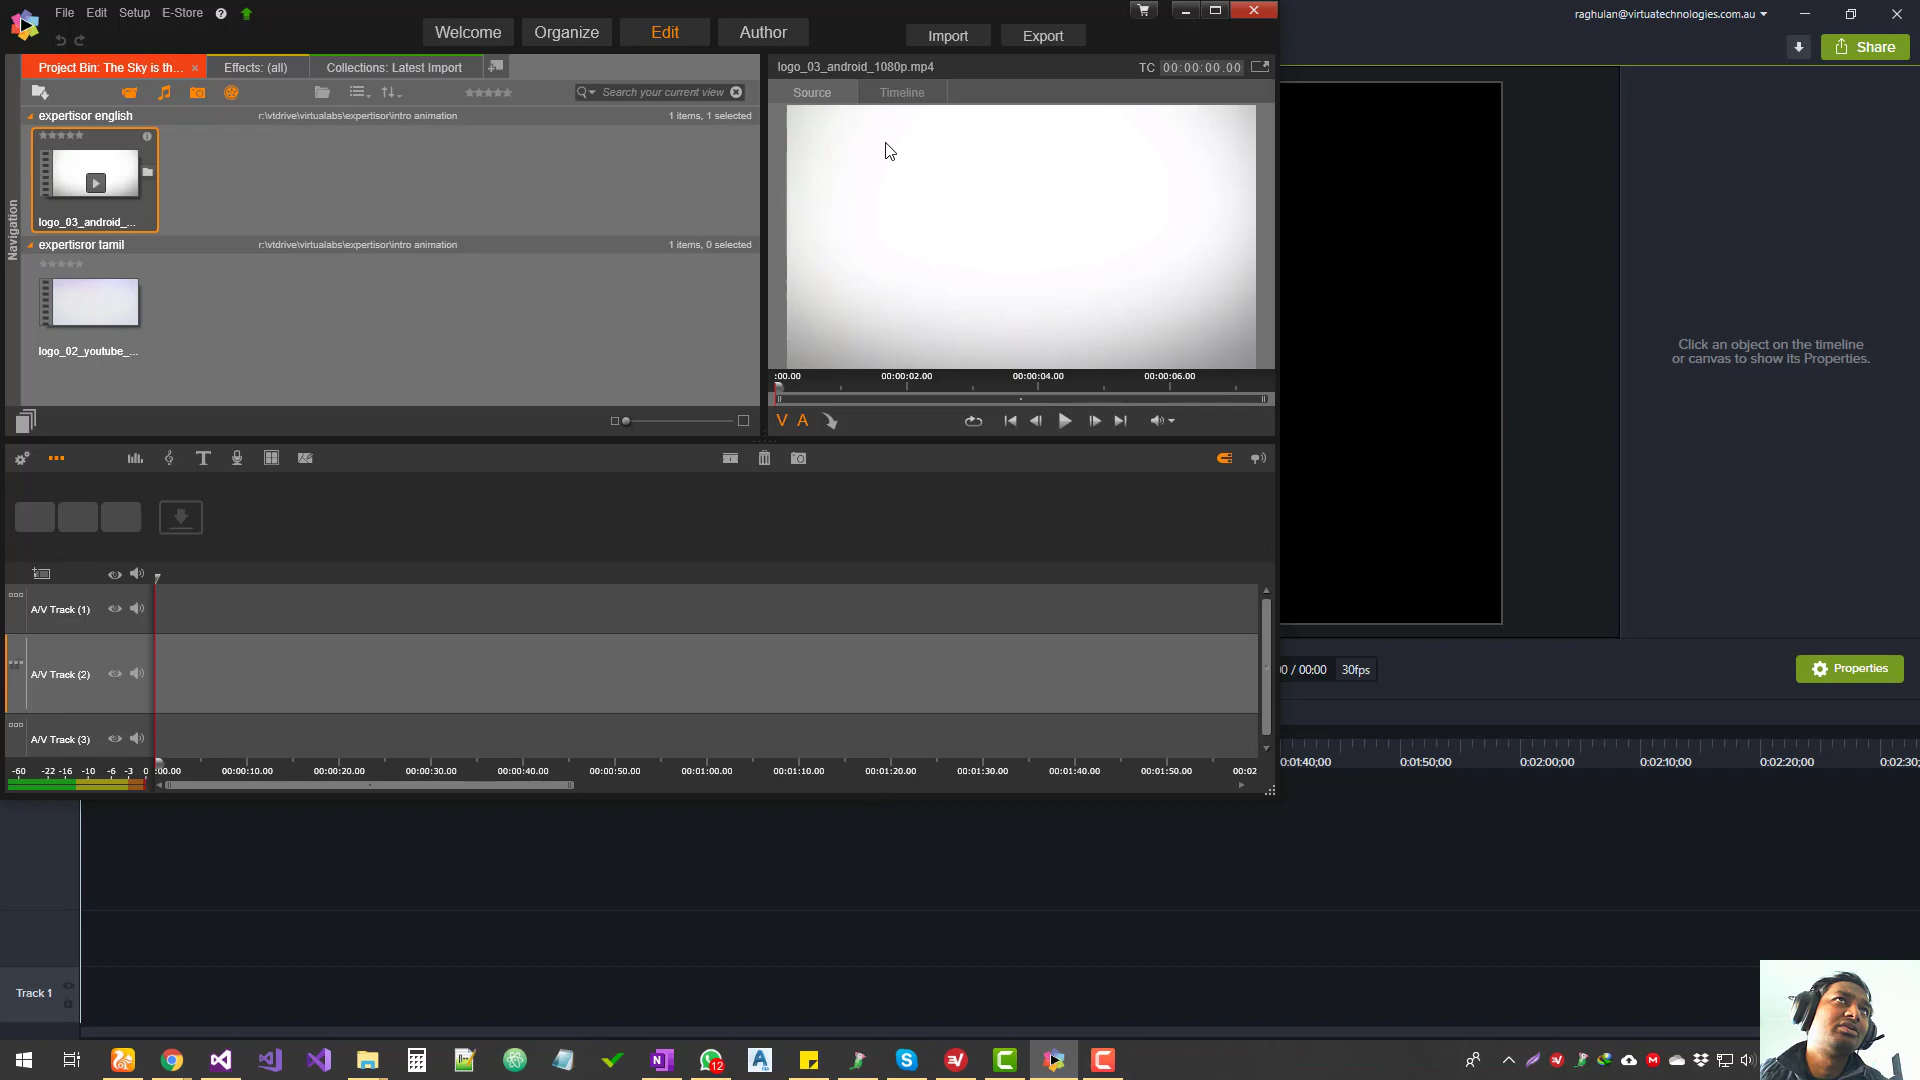 File Edit Setup E-Store ?
Welcome Organize Edit Author Import Export
raghulan@virtuatechnologies.com.au
Share
Project Bin: The Sky is th... × Effects: (all) Collections: Latest Import
logo_03_android_1080p.mp4 TC 00:00:00.00
Search your current view
Source Timeline
expertisor english r:\vtdrive\virtualabs\expertisor\intro animation 1 items, 1 selected
logo_03_android_...
expertisror tamil r:\vtdrive\virtualabs\expertisor\intro animation 1 items, 0 selected
logo_02_youtube_...
Navigation
Click an object on the timeline
or canvas to show its Properties.
:00.00 00:00:02.00 00:00:04.00 00:00:06.00
V A
A/V Track (1)
A/V Track (2)
A/V Track (3)
-60 -22 -16 -10 -6 -3 0 :00.00 00:00:10.00 00:00:20.00 00:00:30.00 00:00:40.00 00:00:50.00 00:01:00.00 00:01:10.00 00:01:20.00 00:01:30.00 00:01:40.00 00:01:50.00 00:02
00 / 00:00 30fps
Properties
0:01:40;00 0:01:50;00 0:02:00;00 0:02:10;00 0:02:20;00 0:02:30;
Track 1
12